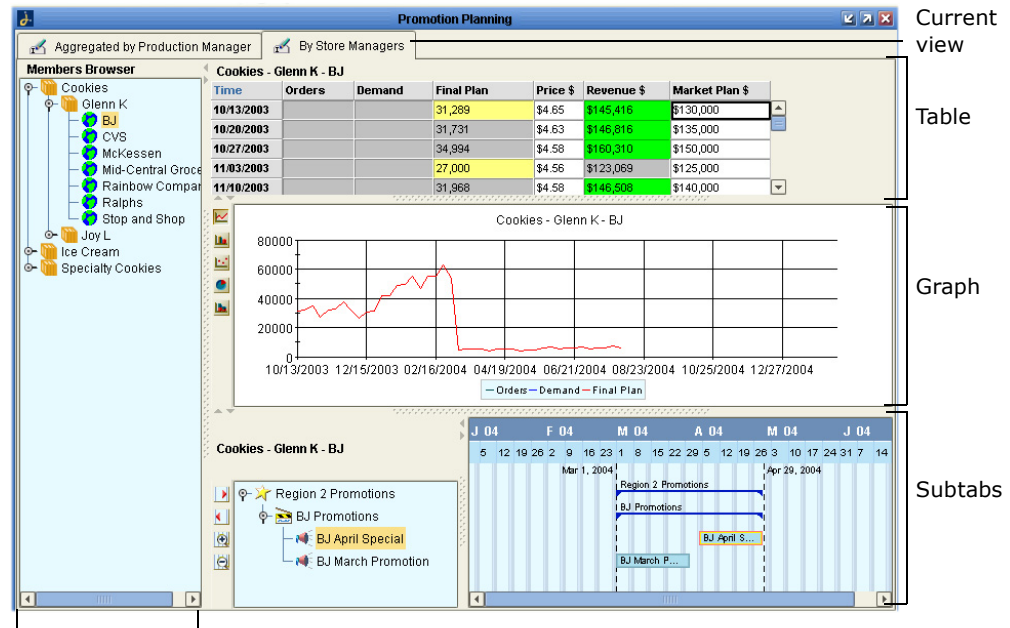 Promotion Planning
Current view
Aggregated by Production Manager
By Store Managers
Members Browser
Cookies
Glenn K
BJ
CVS
McKessen
Mid-Central Groce
Rainbow Compar
Ralphs
Stop and Shop
Joy L
Ice Cream
Specialty Cookies
Cookies - Glenn K - BJ
Time Orders Demand Final Plan Price $ Revenue $ Market Plan $
10/13/2003 31,289 $4.65 $145,416 $130,000
10/20/2003 31,731 $4.63 $146,816 $135,000
10/27/2003 34,994 $4.58 $160,310 $150,000
11/03/2003 27,000 $4.56 $123,069 $125,000
11/10/2003 31,968 $4.58 $146,508 $140,000
Table
Cookies - Glenn K - BJ
80000
60000
40000
20000
0
10/13/2003 12/15/2003 02/16/2004 04/19/2004 06/21/2004 08/23/2004 10/25/2004 12/27/2004
Orders Demand Final Plan
Graph
Cookies - Glenn K - BJ
Region 2 Promotions
BJ Promotions
BJ April Special
BJ March Promotion
J 04 F 04 M 04 A 04 M 04 J 04
5 12 19 26 2 9 16 23 1 8 15 22 29 5 12 19 26 3 10 17 24 31 7 14
Mar 1, 2004 Apr 29, 2004
Region 2 Promotions
BJ Promotions
BJ April S...
BJ March P...
Subtabs